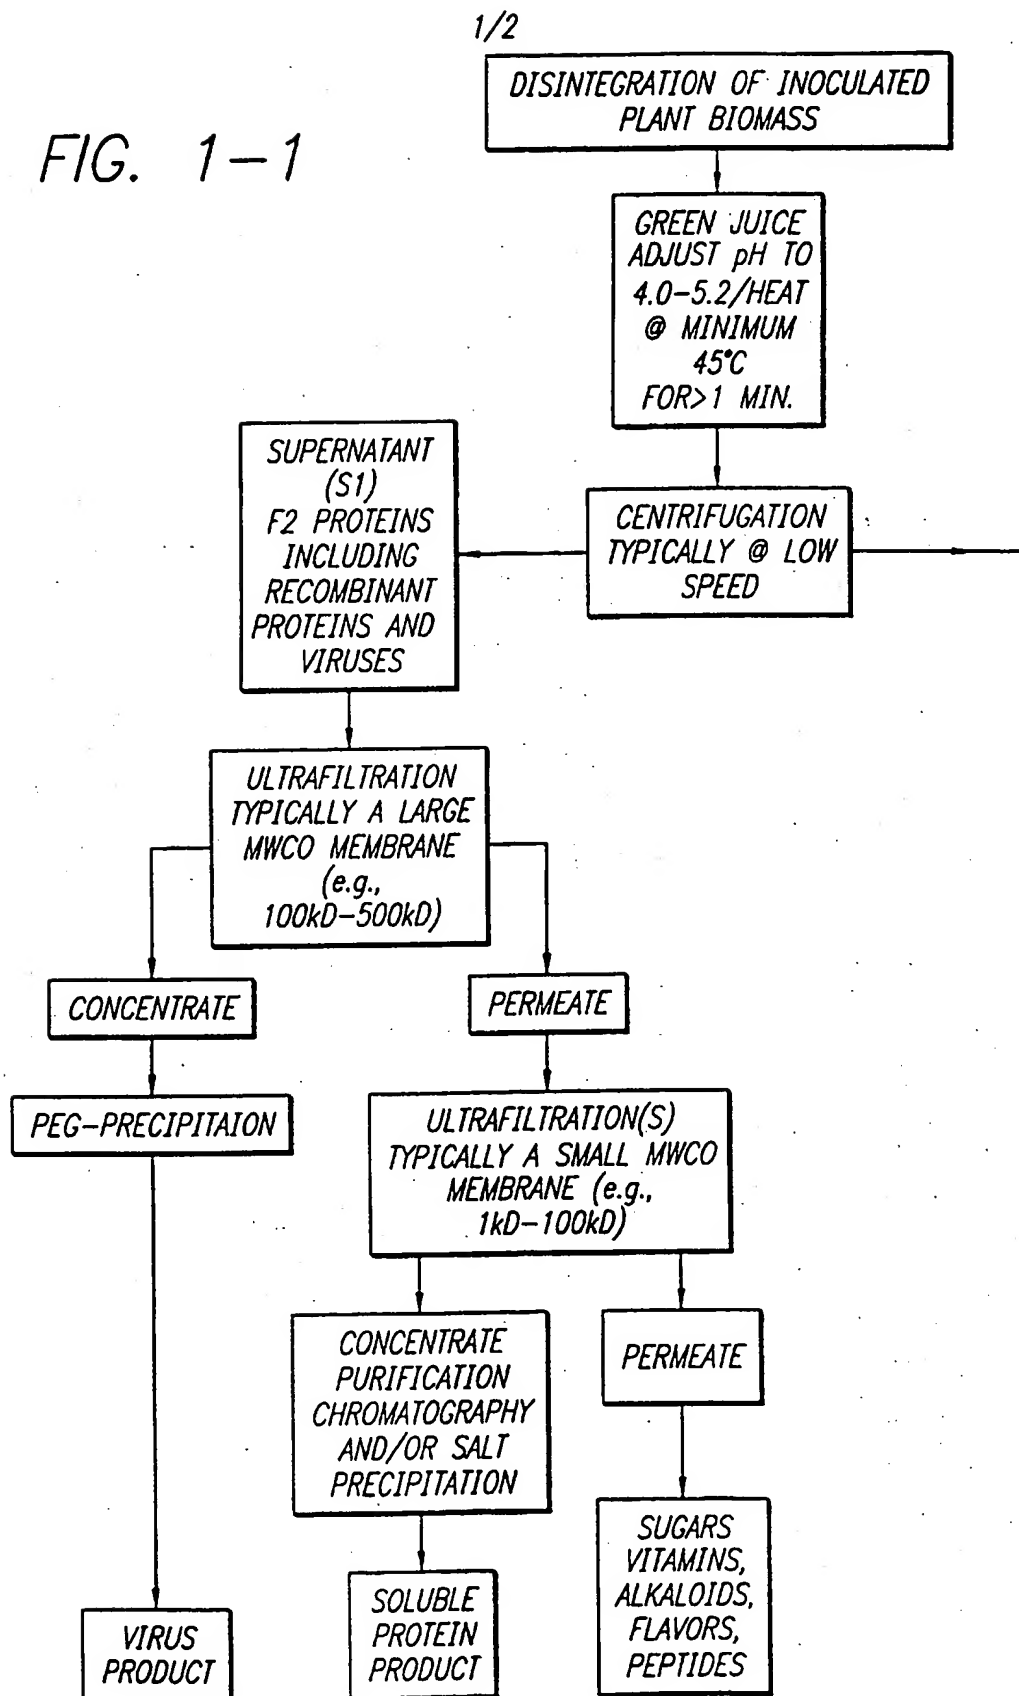 1/2
FIG. 1-1
DISINTEGRATION OF INOCULATED
PLANT BIOMASS
GREEN JUICE
ADJUST pH TO
4.0-5.2/HEAT
@ MINIMUM
45°C
FOR>1 MIN.
CENTRIFUGATION
TYPICALLY @ LOW
SPEED
SUPERNATANT
(S1)
F2 PROTEINS
INCLUDING
RECOMBINANT
PROTEINS AND
VIRUSES
ULTRAFILTRATION
TYPICALLY A LARGE
MWCO MEMBRANE
(e.g.,
100kD-500kD)
CONCENTRATE
PERMEATE
PEG-PRECIPITAION
ULTRAFILTRATION(S)
TYPICALLY A SMALL MWCO
MEMBRANE (e.g.,
1kD-100kD)
CONCENTRATE
PURIFICATION
CHROMATOGRAPHY
AND/OR SALT
PRECIPITATION
PERMEATE
VIRUS
PRODUCT
SOLUBLE
PROTEIN
PRODUCT
SUGARS
VITAMINS,
ALKALOIDS,
FLAVORS,
PEPTIDES